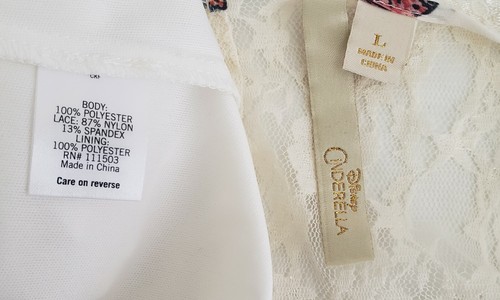 BODY:
100% POLYESTER
LACE: 87% NYLON
13% SPANDEX
LINING:
100% POLYESTER
RN# 111503
Made in China
Care on reverse
L
MADE IN
CHINA
Disney
CINDERELLA